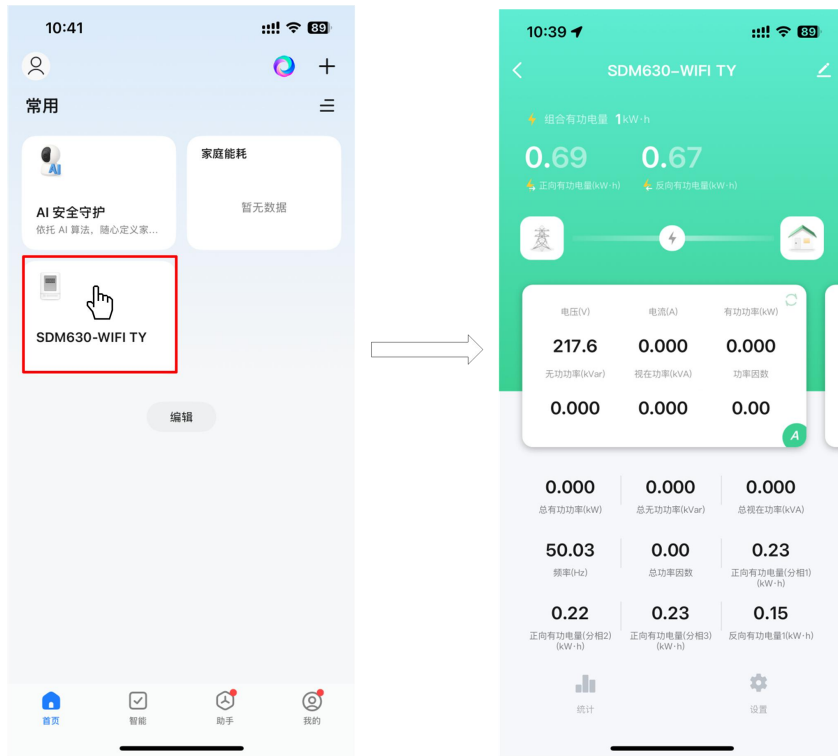 10:41
89
常用
AI
AI 安全守护
依托 AI 算法，随心定义家...
家庭能耗
暂无数据
SDM630-WIFI TY
编辑
首页
智能
助手
我的
10:39
89
SDM630-WIFI TY
组合有功电量 1kW·h
0.69 0.67
正向有功电量(kW·h) 反向有功电量(kW·h)
电压(V) 电流(A) 有功功率(kW)
217.6 0.000 0.000
无功功率(kVar) 视在功率(kVA) 功率因数
0.000 0.000 0.00
A
0.000 0.000 0.000
总有功功率(kW) 总无功功率(kVar) 总视在功率(kVA)
50.03 0.00 0.23
频率(Hz) 总功率因数 正向有功电量(分相1)
(kW·h)
0.22 0.23 0.15
正向有功电量(分相2) 正向有功电量(分相3) 反向有功电量1(kW·h)
(kW·h) (kW·h)
统计 设置